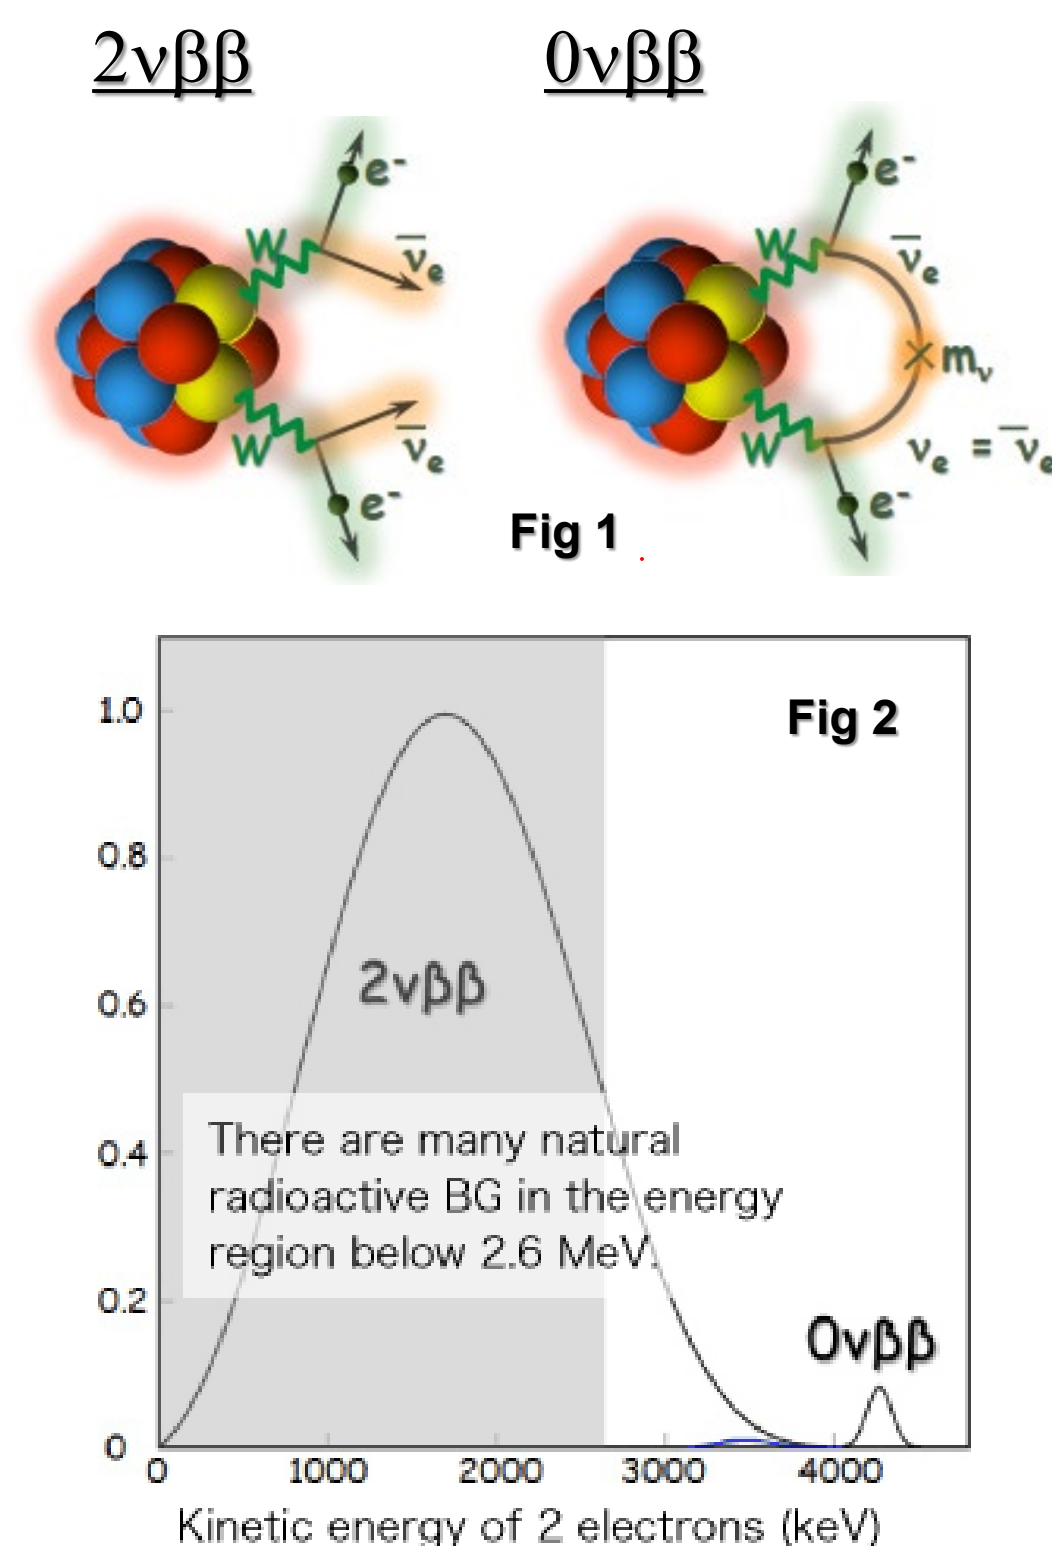 2νββ
0νββ
e-
e-
W
W
ν̅e
ν̅e
mν
W
W
ν̅e
νe = ν̅e
e-
e-
Fig 1
Fig 2
1.0
0.8
2νββ
0.6
There are many natural
0.4
radioactive BG in the energy
region below 2.6 MeV.
0.2
0νββ
0
0 1000 2000 3000 4000
Kinetic energy of 2 electrons (keV)